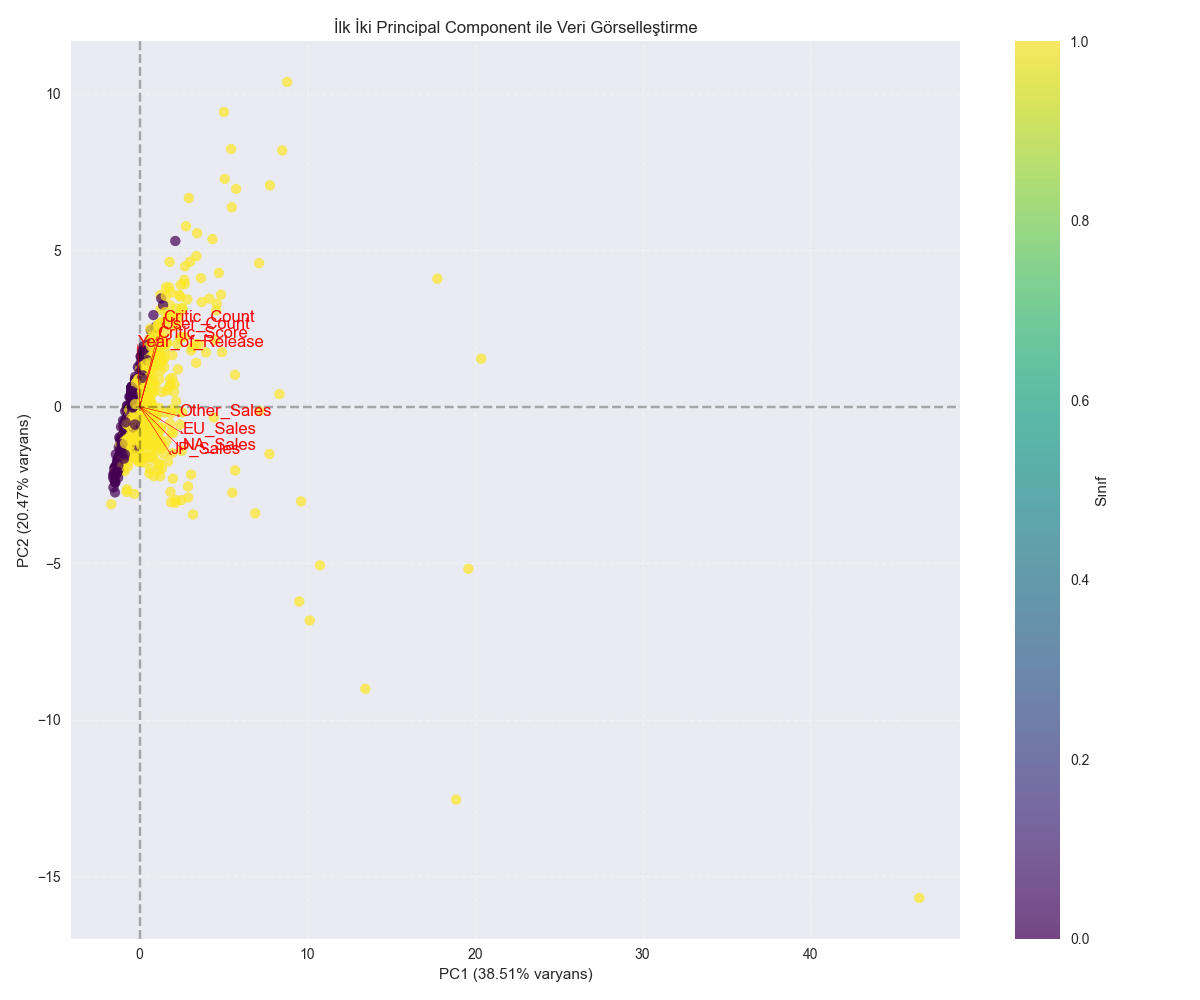 İlk İki Principal Component ile Veri Görselleştirme
10
5
0
−5
−10
−15
PC2 (20.47% varyans)
Critic_Count
User_Count
Critic_Score
Year_of_Release
Other_Sales
EU_Sales
NA_Sales
JP_Sales
0
10
20
30
40
PC1 (38.51% varyans)
1.0
0.8
0.6
0.4
0.2
0.0
Sınıf